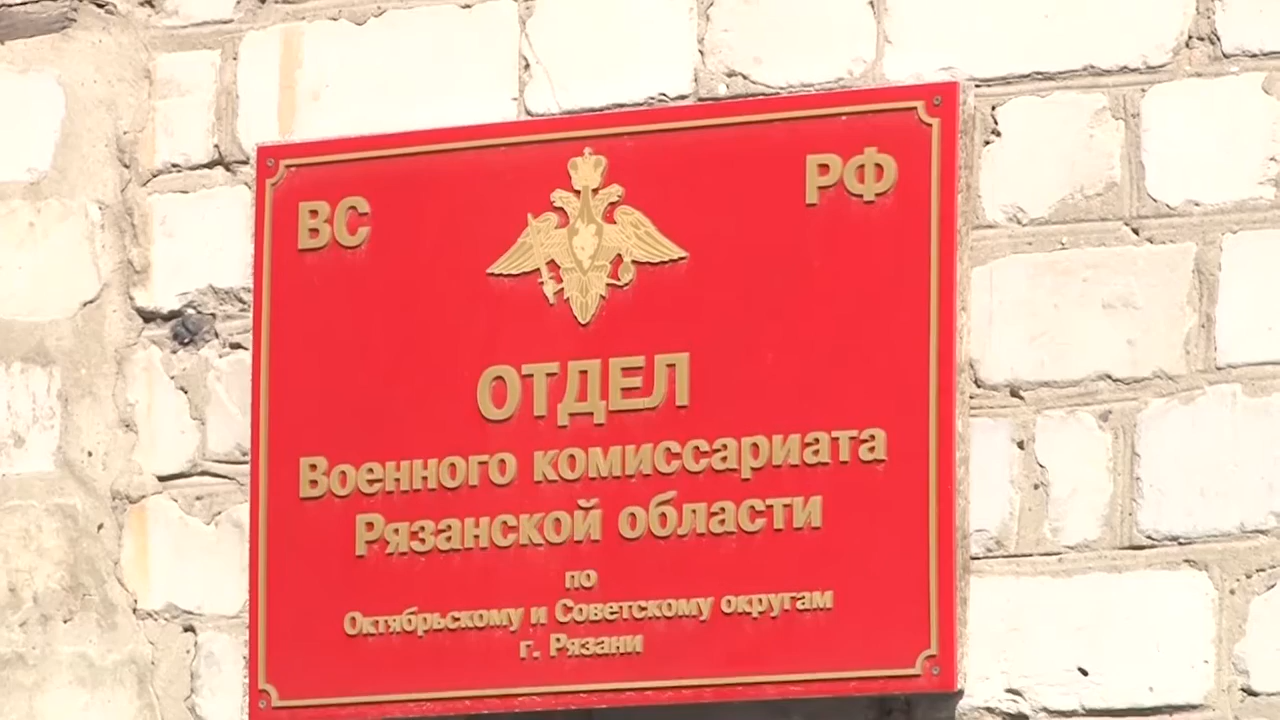 ВС РФ
ОТДЕЛ
Военного комиссариата
Рязанской области
по
Октябрьскому и Советскому округам
г. Рязани